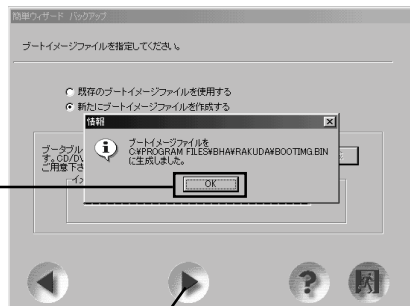 簡単ウィザード バックアップ
ブートイメージファイルを指定してください。
既存のブートイメージファイルを使用する
新たにブートイメージファイルを作成する
情報
ブートイメージファイルを
C:¥PROGRAM FILES¥BHA¥RAKUDA¥BOOTIMG.BIN
に生成しました。
OK
ブータブル
す。CD/DV
ご用意下さ
イメ